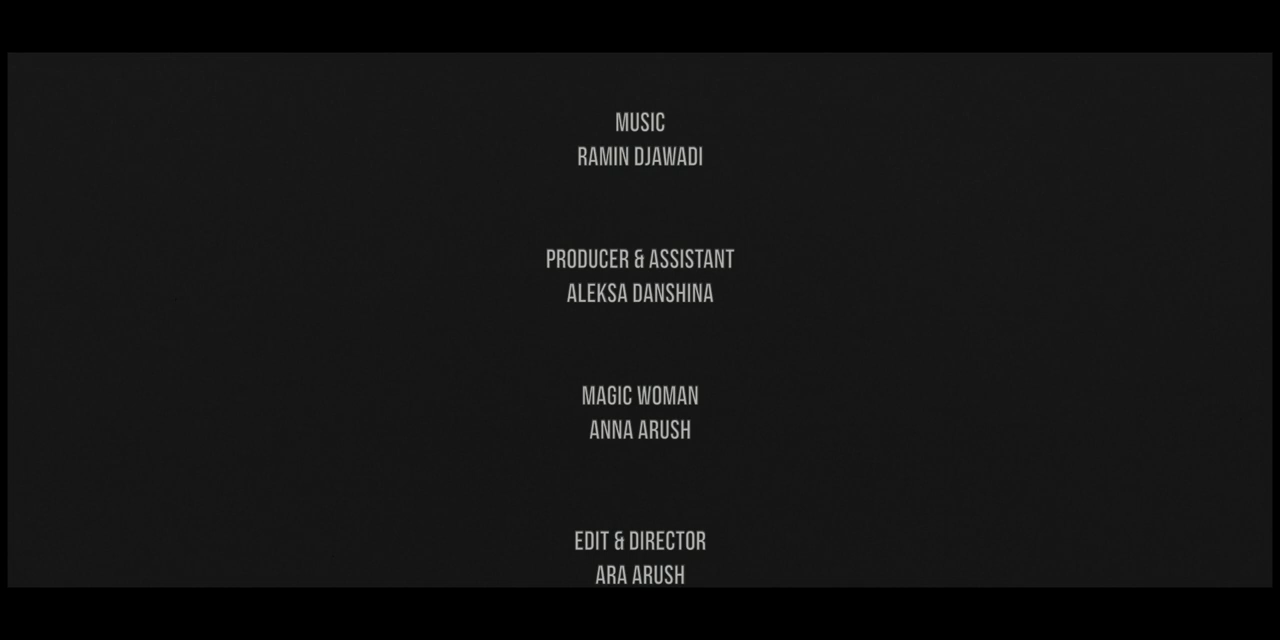 MUSIC
RAMIN DJAWADI
PRODUCER & ASSISTANT
ALEKSA DANSHINA
MAGIC WOMAN
ANNA ARUSH
EDIT & DIRECTOR
ARA ARUSH